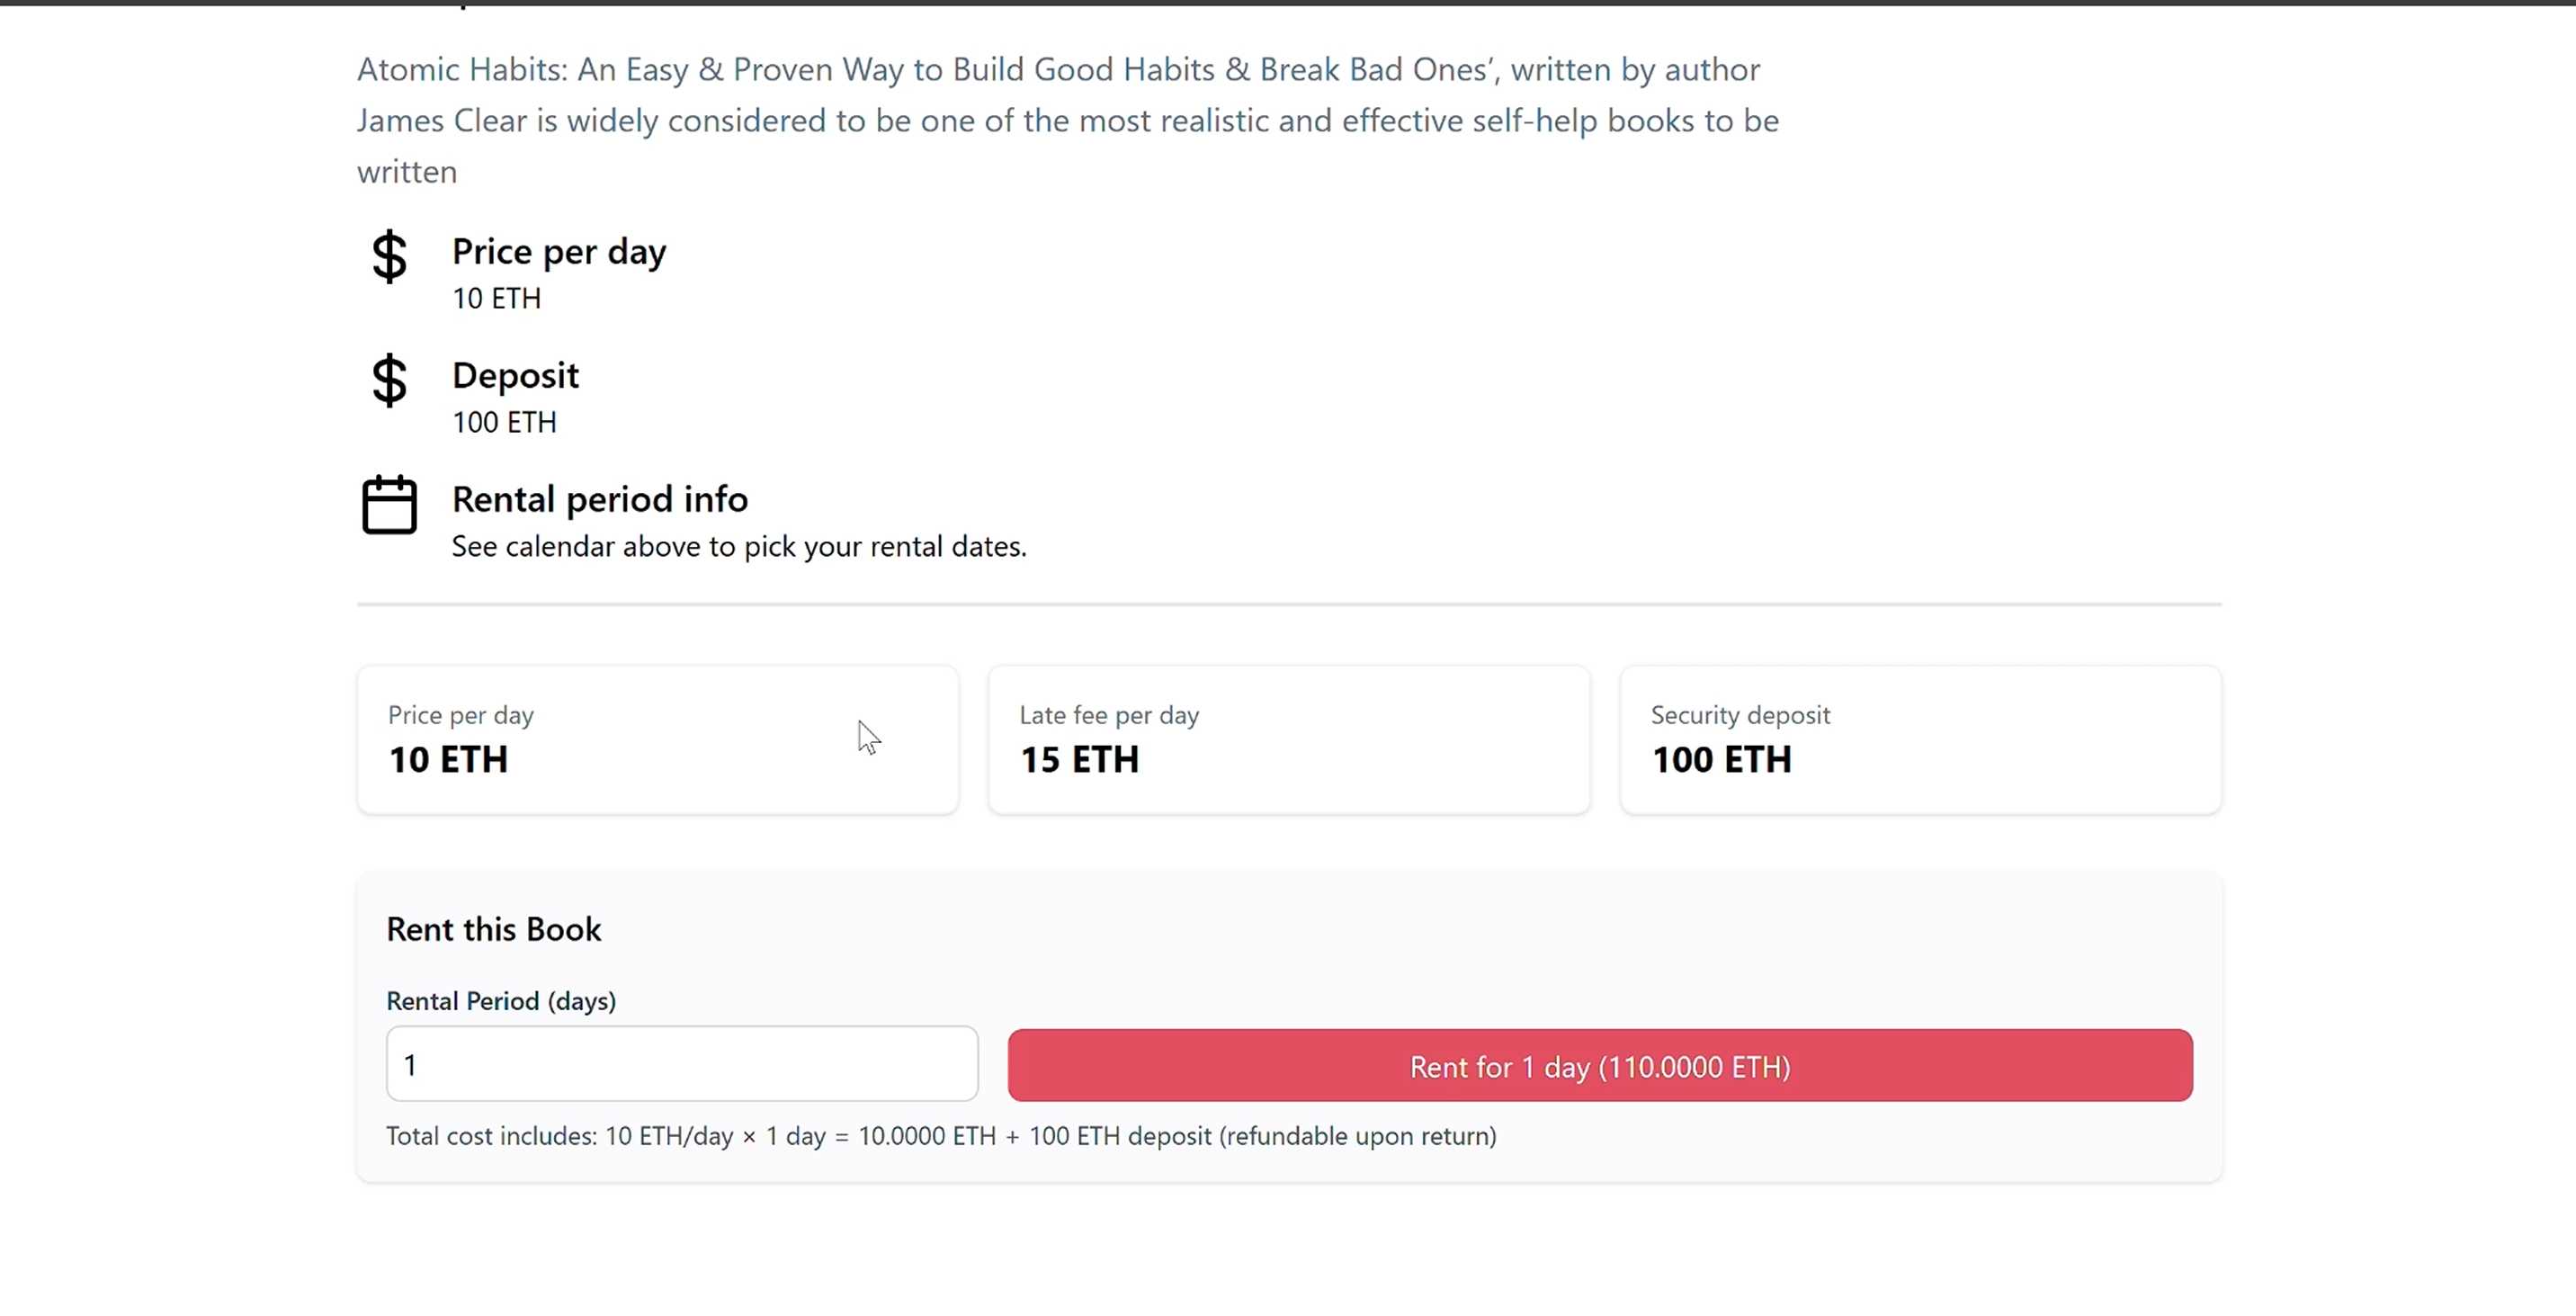 Atomic Habits: An Easy & Proven Way to Build Good Habits & Break Bad Ones’, written by author
James Clear is widely considered to be one of the most realistic and effective self-help books to be
written
Price per day
10 ETH
Deposit
100 ETH
Rental period info
See calendar above to pick your rental dates.
Price per day
10 ETH
Late fee per day
15 ETH
Security deposit
100 ETH
Rent this Book
Rental Period (days)
1
Rent for 1 day (110.0000 ETH)
Total cost includes: 10 ETH/day × 1 day = 10.0000 ETH + 100 ETH deposit (refundable upon return)